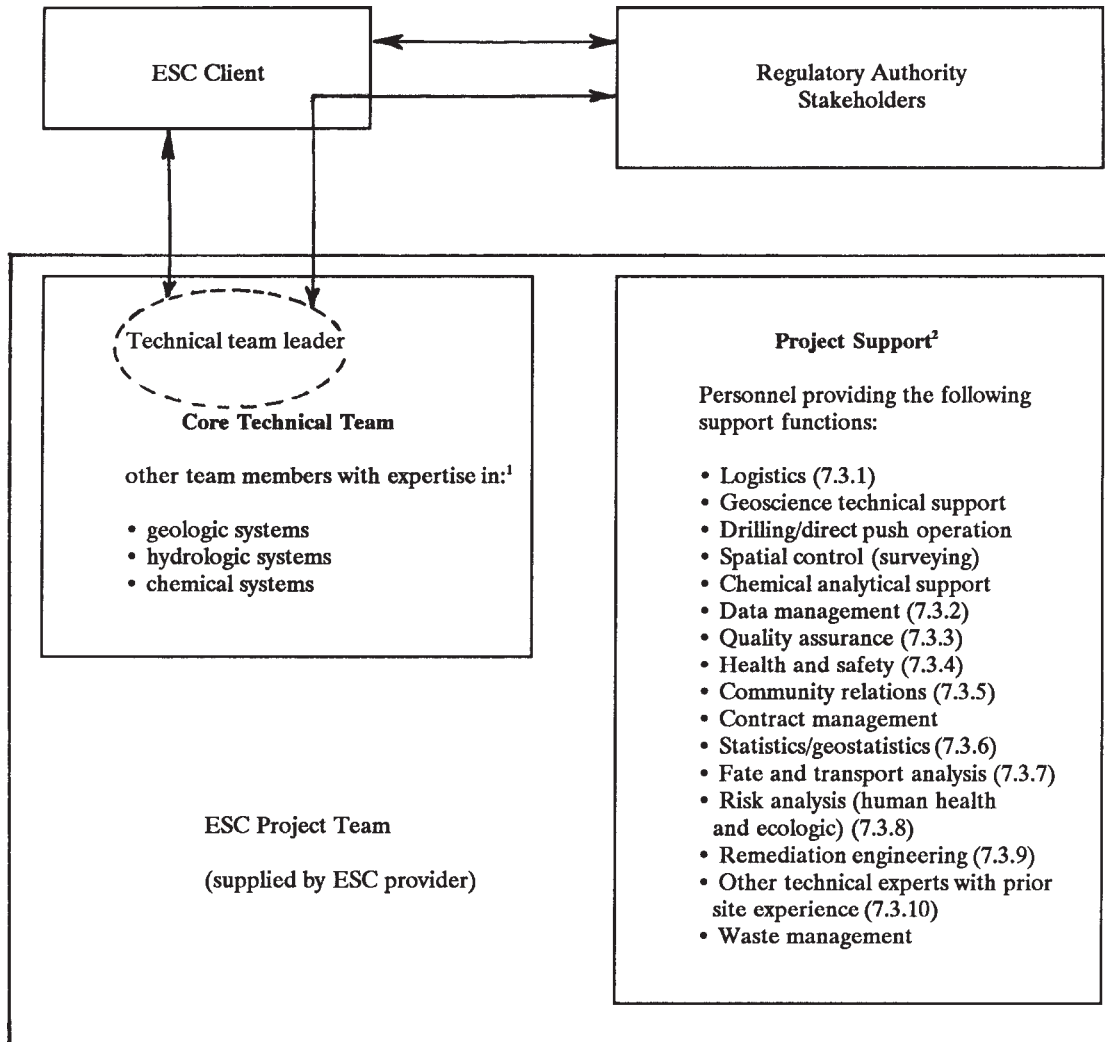 ESC Client
Regulatory Authority
Stakeholders
Technical team leader
Core Technical Team
other team members with expertise in:¹
• geologic systems
• hydrologic systems
• chemical systems
ESC Project Team
(supplied by ESC provider)
Project Support²
Personnel providing the following
support functions:
• Logistics (7.3.1)
• Geoscience technical support
• Drilling/direct push operation
• Spatial control (surveying)
• Chemical analytical support
• Data management (7.3.2)
• Quality assurance (7.3.3)
• Health and safety (7.3.4)
• Community relations (7.3.5)
• Contract management
• Statistics/geostatistics (7.3.6)
• Fate and transport analysis (7.3.7)
• Risk analysis (human health
and ecologic) (7.3.8)
• Remediation engineering (7.3.9)
• Other technical experts with prior
site experience (7.3.10)
• Waste management